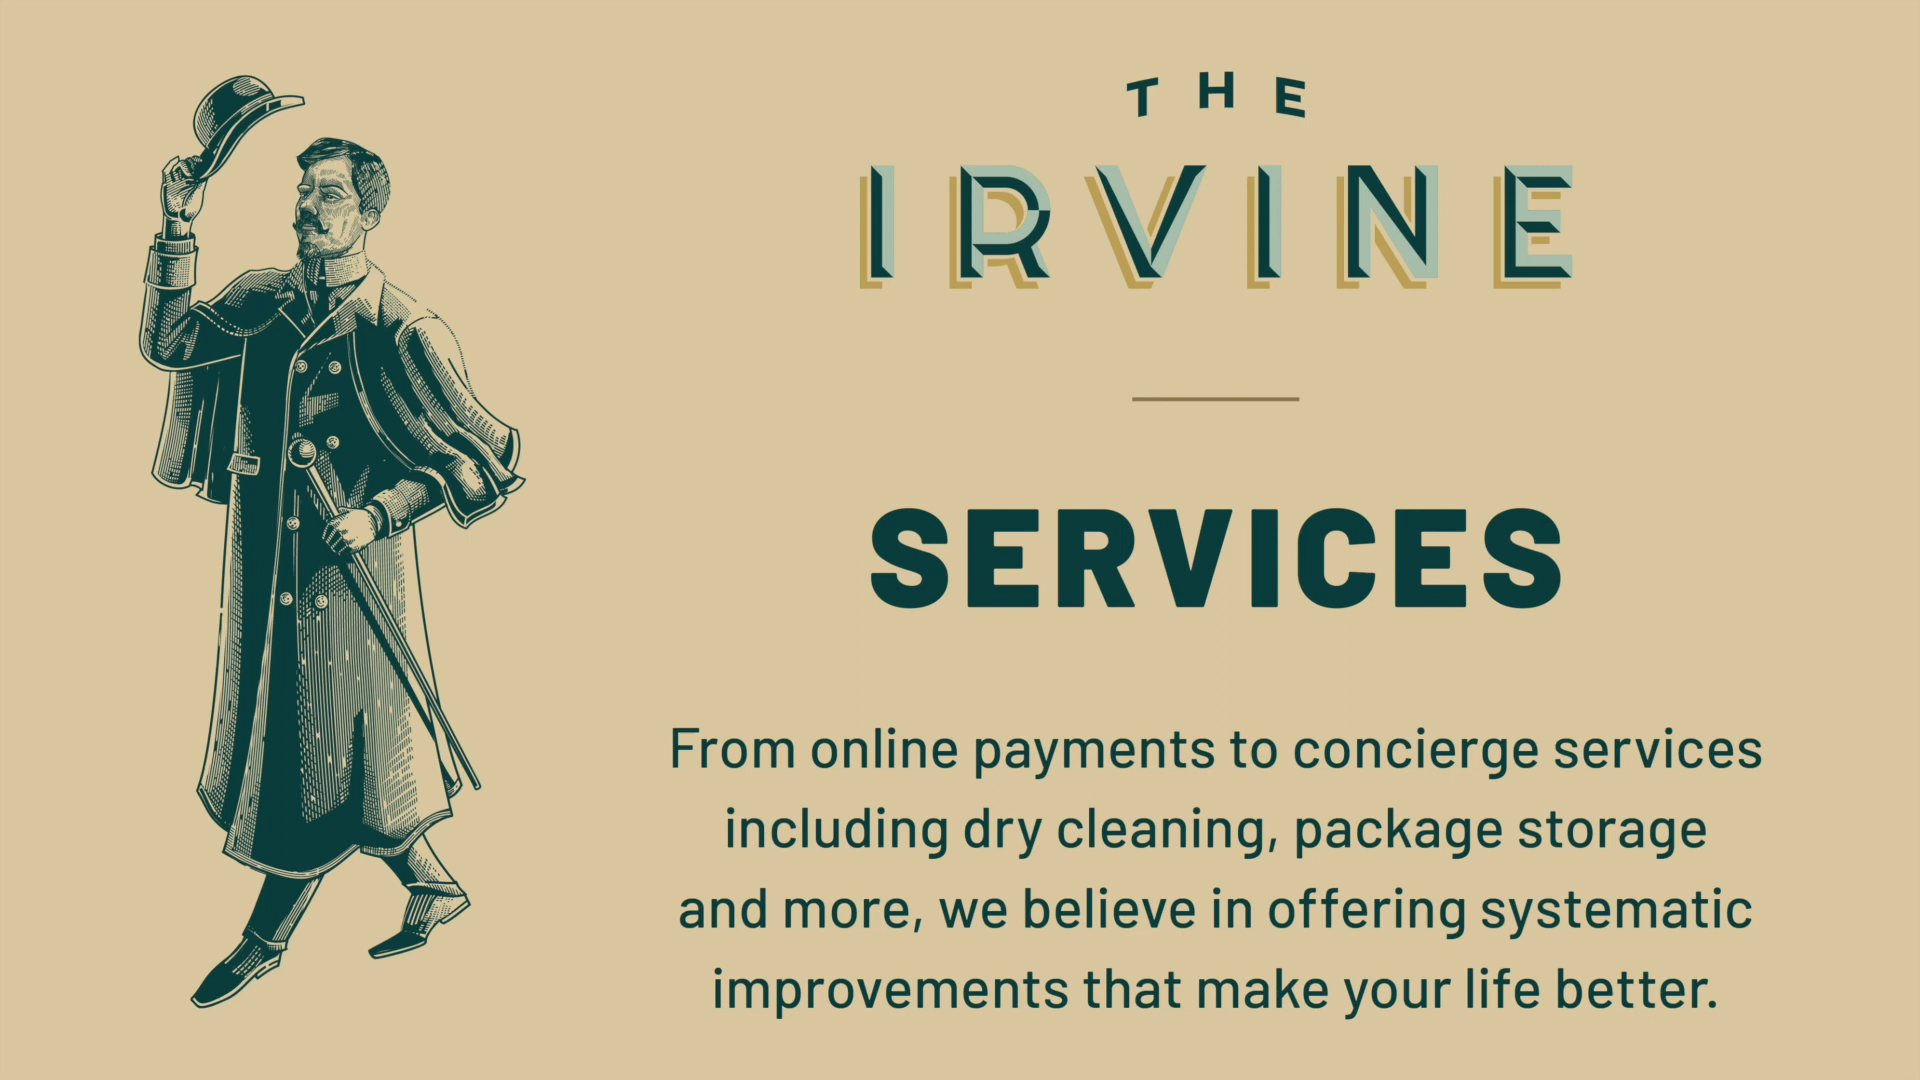 THE
IRVINE
SERVICES
From online payments to concierge services
including dry cleaning, package storage
and more, we believe in offering systematic
improvements that make your life better.